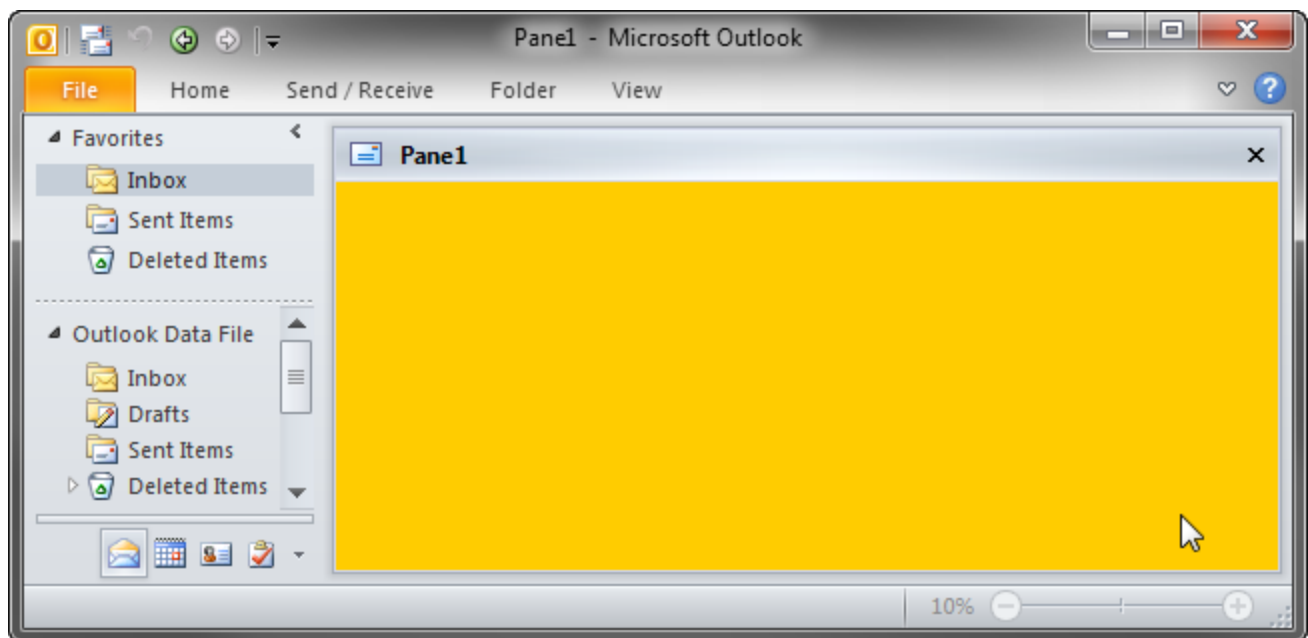 Pane1 - Microsoft Outlook
File Home Send / Receive Folder View
Favorites
Inbox
Sent Items
Deleted Items
Outlook Data File
Inbox
Drafts
Sent Items
Deleted Items
Pane1
10%